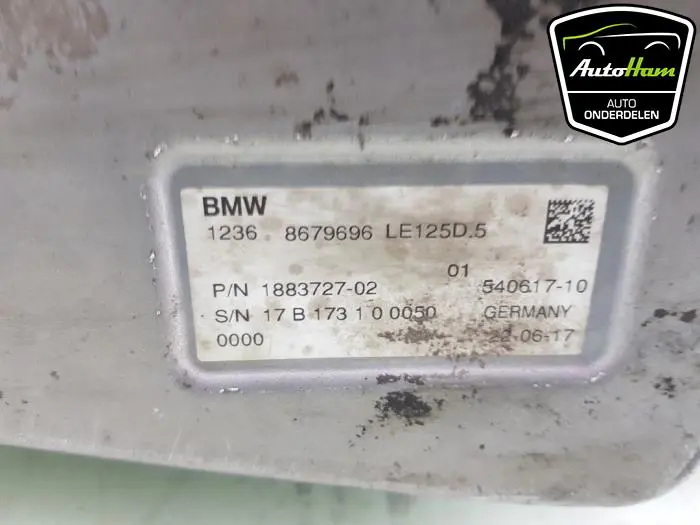 AutoHam
AUTO
ONDERDELEN
BMW
1236 8679696 LE125D.5
01
P/N 1883727-02 540617-10
S/N 17 B 173 1 0 0050 GERMANY
0000 22-06-17